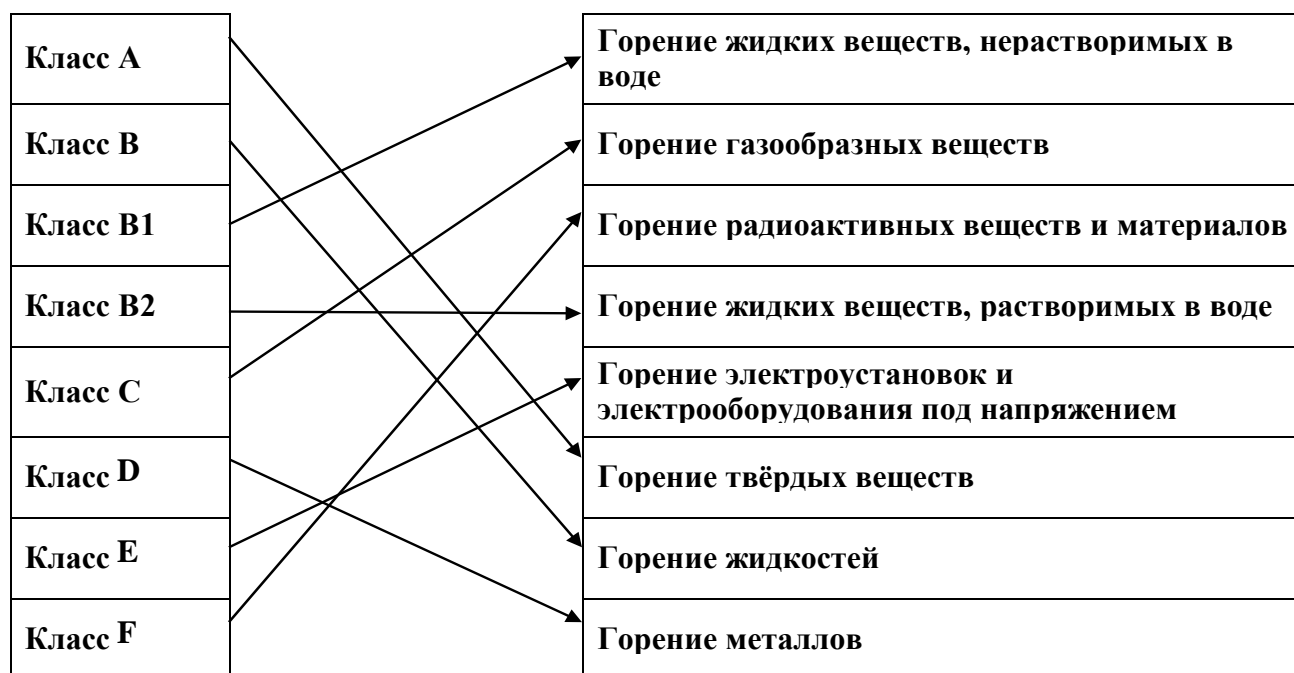 Класс А
Горение жидких веществ, нерастворимых в
воде
Класс В
Горение газообразных веществ
Класс В1
Горение радиоактивных веществ и материалов
Класс В2
Горение жидких веществ, растворимых в воде
Класс С
Горение электроустановок и
электрооборудования под напряжением
Класс D
Горение твёрдых веществ
Класс E
Горение жидкостей
Класс F
Горение металлов